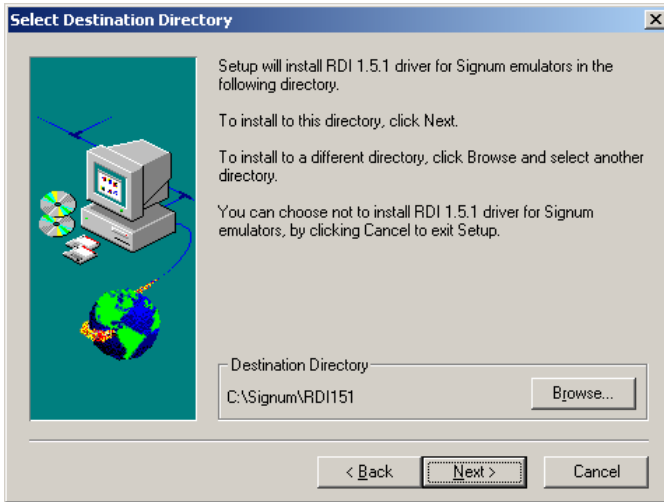 Select Destination Directory
Setup will install RDI 1.5.1 driver for Signum emulators in the
following directory.
To install to this directory, click Next.
To install to a different directory, click Browse and select another
directory.
You can choose not to install RDI 1.5.1 driver for Signum
emulators, by clicking Cancel to exit Setup.
Destination Directory
C:\Signum\RDI151
Browse...
< Back
Next >
Cancel